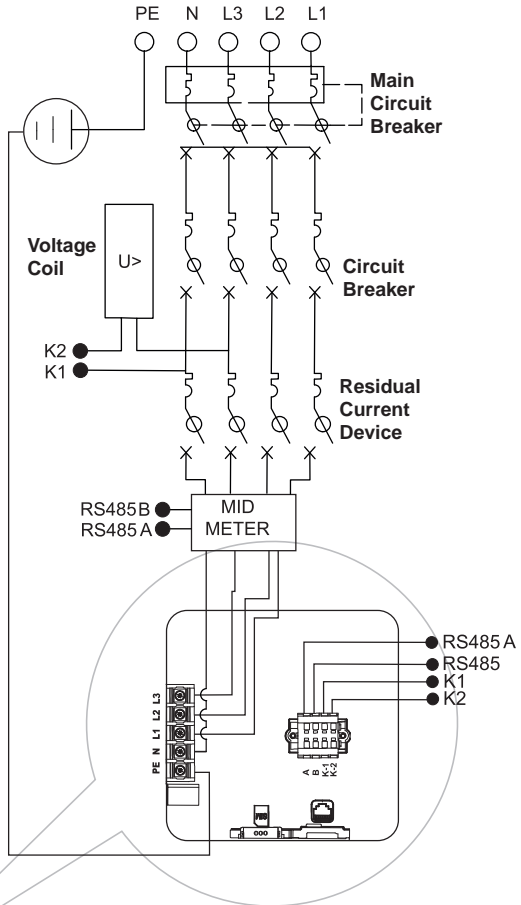 PE N L3 L2 L1
Main
Circuit
Breaker
Voltage
Coil
U>
Circuit
Breaker
K2
K1
Residual
Current
Device
RS485B
RS485A
MID
METER
RS485A
RS485
K1
K2
L3
L2
L1
N
PE
A
B
K-1
K-2